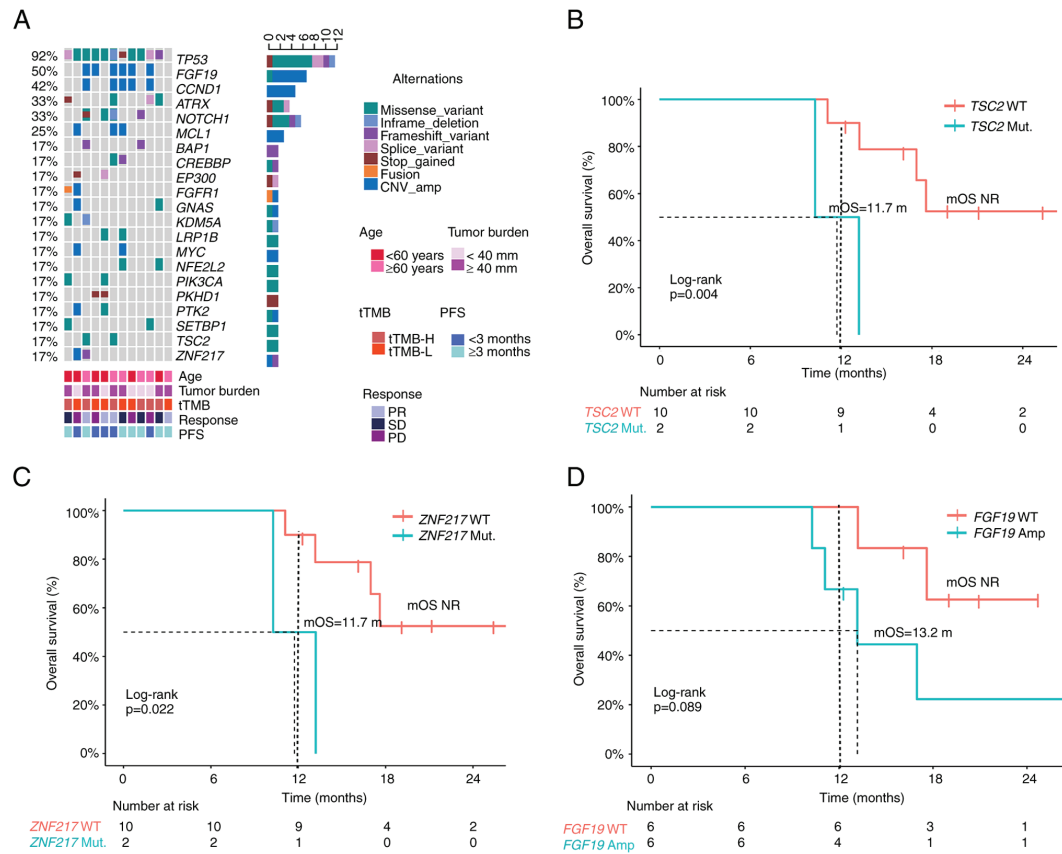 A
0 2 4 6 8 10 12
92% TP53
50% FGF19
42% CCND1
33% ATRX
33% NOTCH1
25% MCL1
17% BAP1
17% CREBBP
17% EP300
17% FGFR1
17% GNAS
17% KDM5A
17% LRP1B
17% MYC
17% NFE2L2
17% PIK3CA
17% PKHD1
17% PTK2
17% SETBP1
17% TSC2
17% ZNF217
Age
Tumor burden
tTMB
Response
PFS
Alternations
Missense_variant
Inframe_deletion
Frameshift_variant
Splice_variant
Stop_gained
Fusion
CNV_amp
Age
<60 years
≥60 years
Tumor burden
< 40 mm
≥ 40 mm
tTMB
tTMB-H
tTMB-L
PFS
<3 months
≥3 months
Response
PR
SD
PD
B
Overall survival (%)
100%
80%
60%
40%
20%
0%
TSC2 WT
TSC2 Mut.
mOS NR
mOS=11.7 m
Log-rank
p=0.004
0 6 12 18 24
Time (months)
Number at risk
TSC2 WT 10 10 9 4 2
TSC2 Mut. 2 2 1 0 0
C
Overall survival (%)
100%
80%
60%
40%
20%
0%
ZNF217 WT
ZNF217 Mut.
mOS NR
mOS=11.7 m
Log-rank
p=0.022
0 6 12 18 24
Time (months)
Number at risk
ZNF217 WT 10 10 9 4 2
ZNF217 Mut. 2 2 1 0 0
D
Overall survival (%)
100%
80%
60%
40%
20%
0%
FGF19 WT
FGF19 Amp
mOS NR
mOS=13.2 m
Log-rank
p=0.089
0 6 12 18 24
Time (months)
Number at risk
FGF19 WT 6 6 6 3 1
FGF19 Amp 6 6 4 1 1